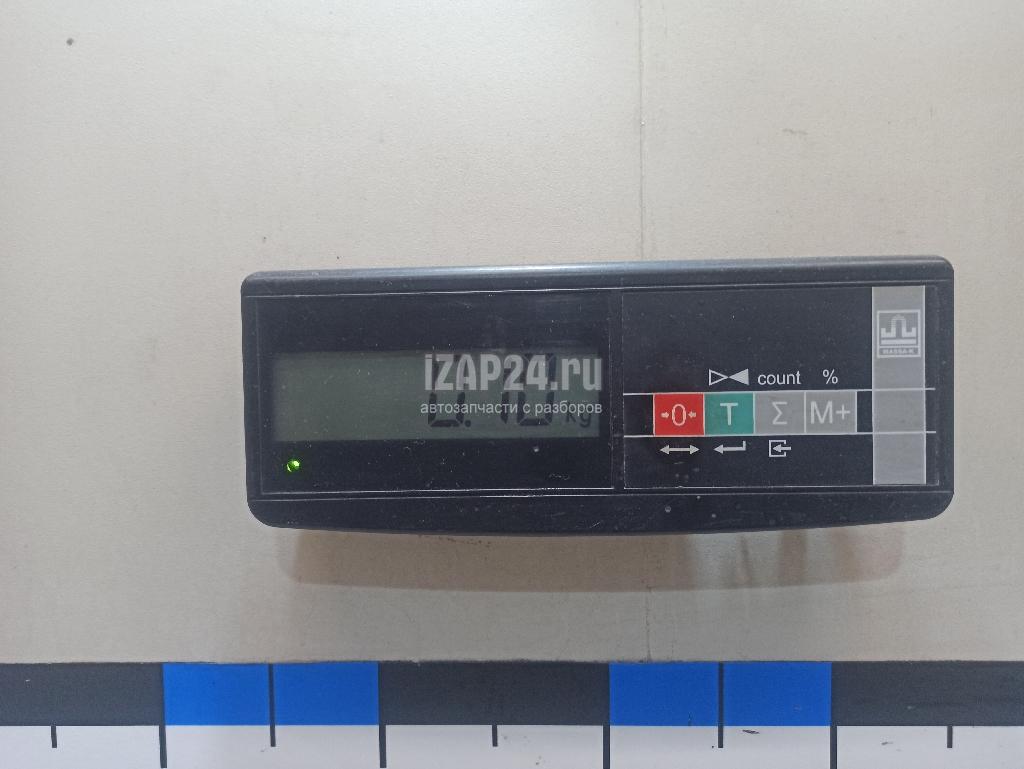 iZAP24.ru
автозапчасти с разборов
kg
count %
→0← T Σ M+
MASSA-K